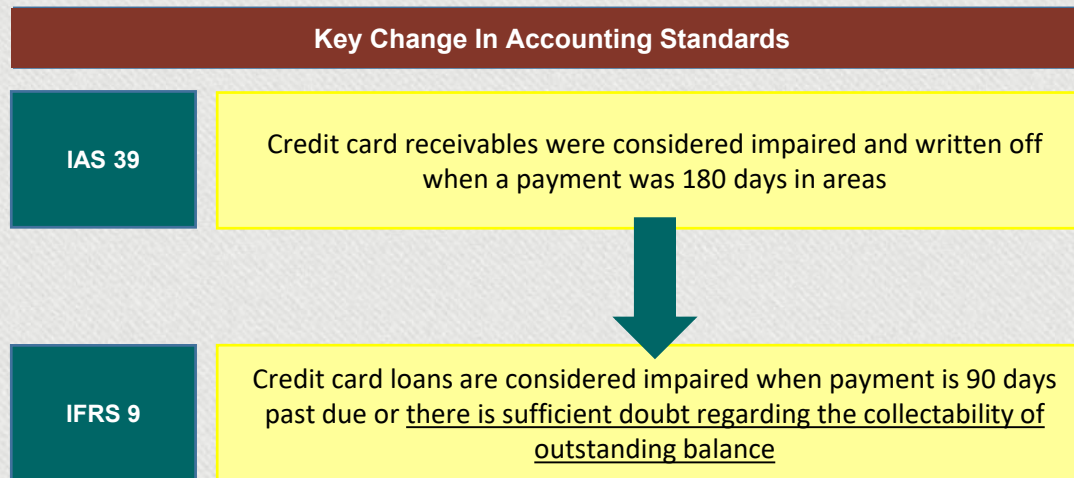 Key Change In Accounting Standards
IAS 39
Credit card receivables were considered impaired and written off
when a payment was 180 days in areas
IFRS 9
Credit card loans are considered impaired when payment is 90 days
past due or there is sufficient doubt regarding the collectability of
outstanding balance